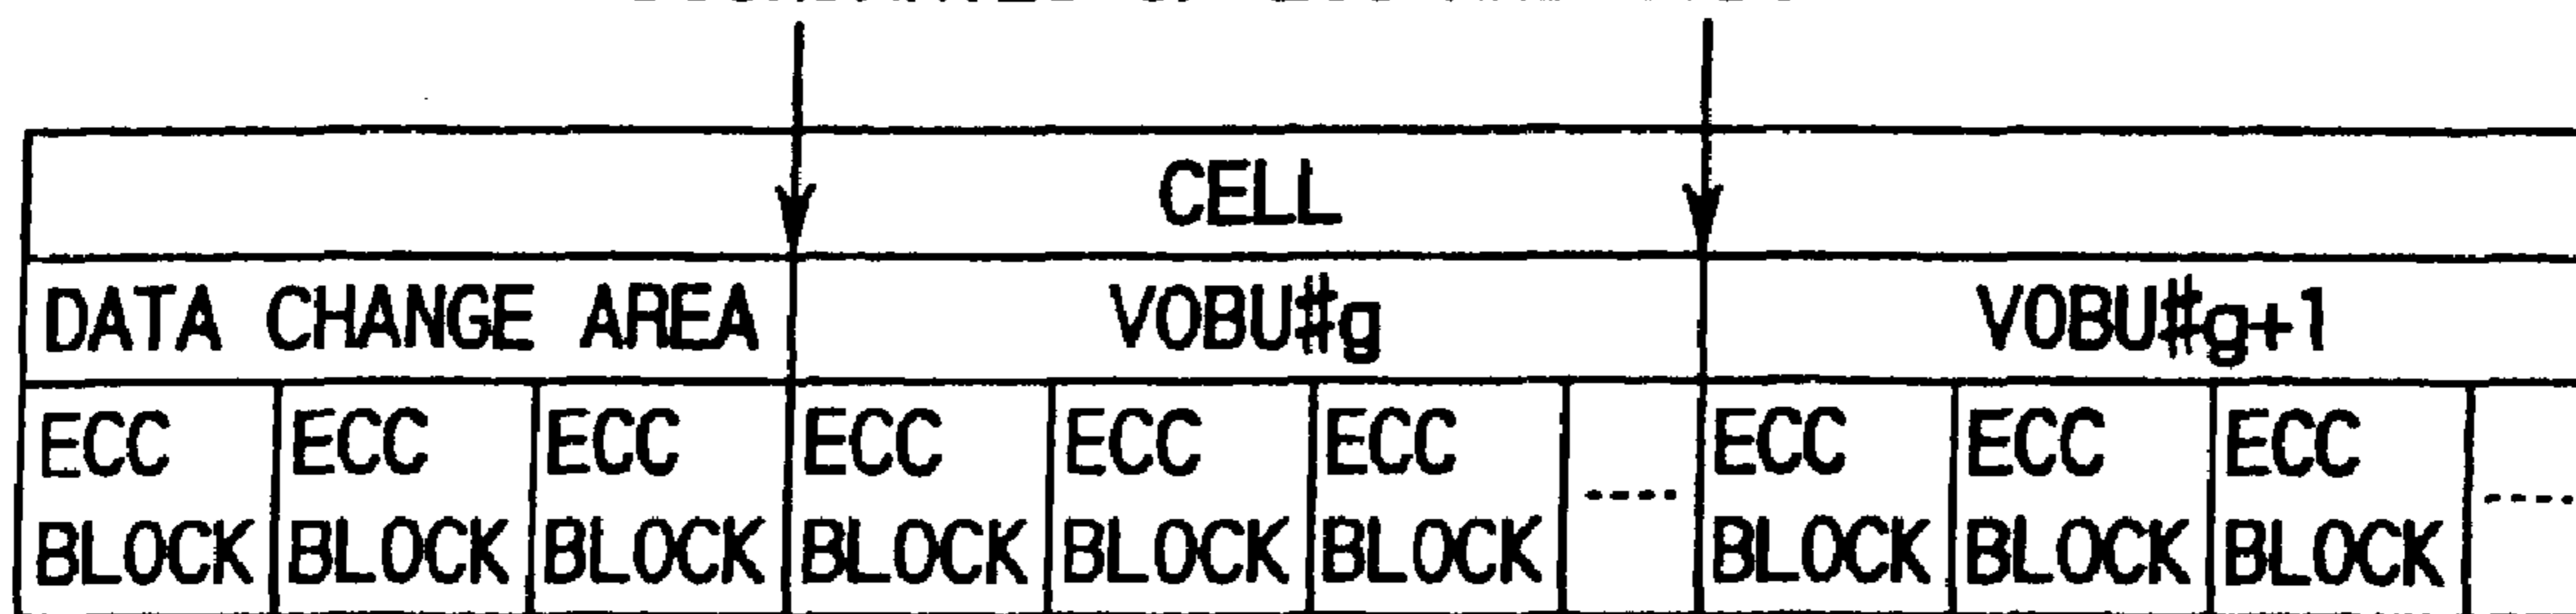 CELL
DATA CHANGE AREA VOBU#g VOBU#g+1
ECC ECC ECC ECC ECC ECC ECC ECC ECC
BLOCK BLOCK BLOCK BLOCK BLOCK BLOCK ---- BLOCK BLOCK BLOCK ----